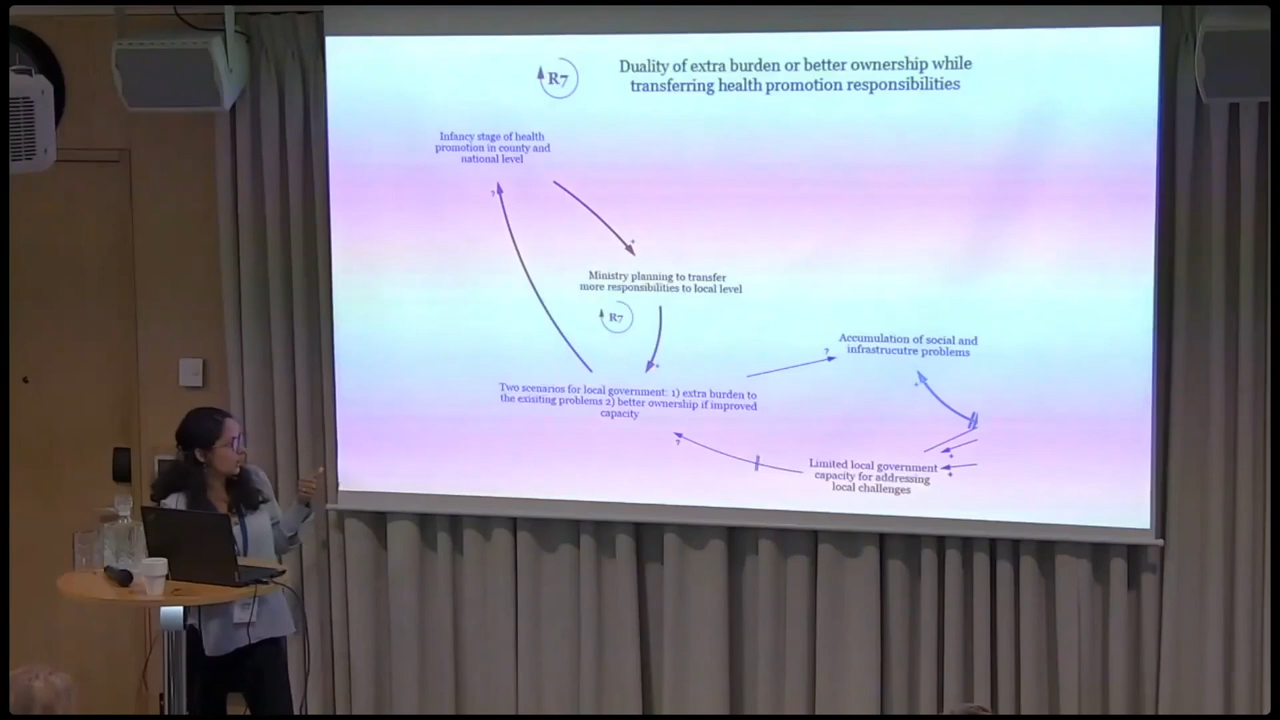 R7
Duality of extra burden or better ownership while
transferring health promotion responsibilities
Infancy stage of health
promotion in county and
national level
?
+
Ministry planning to transfer
more responsibilities to local level
R7
+
Accumulation of social and
infrastrucutre problems
?
+
Two scenarios for local government: 1) extra burden to
the exisiting problems 2) better ownership if improved
capacity
?
Limited local government
capacity for addressing
local challenges
+
+